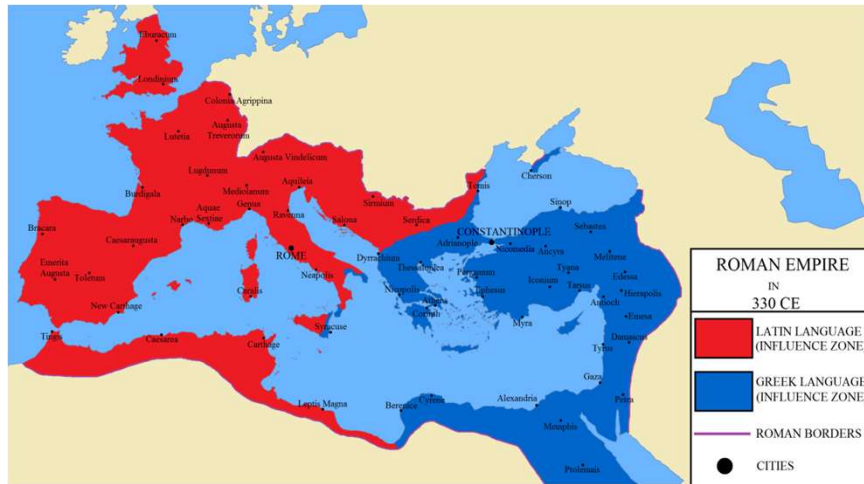 Eburacum
Londinium
Colonia Agrippina
Augusta
Treverorum
Lutetia
Augusta Vindelicum
Lugdunum
Burdigala
Mediolanum
Aquileia
Genua
Aquae
Sextiae
Narbo
Ravenna
Salona
Sirmium
Serdica
Tomis
Cherson
Bracara
Caesaraugusta
Emerita
Augusta
Toletum
New Carthage
Tingis
Caesarea
Carthage
Caralis
ROME
Neapolis
Syracuse
Leptis Magna
Dyrrachium
CONSTANTINOPLE
Adrianople
Nicomedia
Thessalonica
Nicopolis
Athens
Corinth
Pergamum
Ephesus
Sinop
Sebastea
Ancyra
Melitene
Tyana
Iconium
Tarsus
Edessa
Hierapolis
Antioch
Emesa
Myra
Damascus
Tyrus
Gaza
Petra
Berenice
Cyrene
Alexandria
Memphis
Ptolemais
ROMAN EMPIRE
IN
330 CE
LATIN LANGUAGE
(INFLUENCE ZONE)
GREEK LANGUAGE
(INFLUENCE ZONE)
ROMAN BORDERS
CITIES